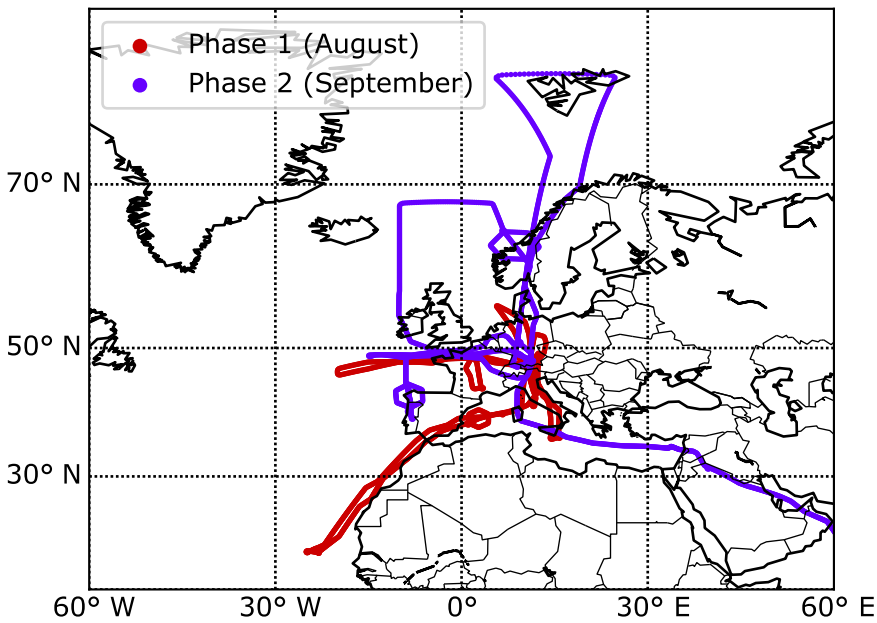 Phase 1 (August)
Phase 2 (September)
70° N
50° N
30° N
60° W
30° W
0°
30° E
60° E